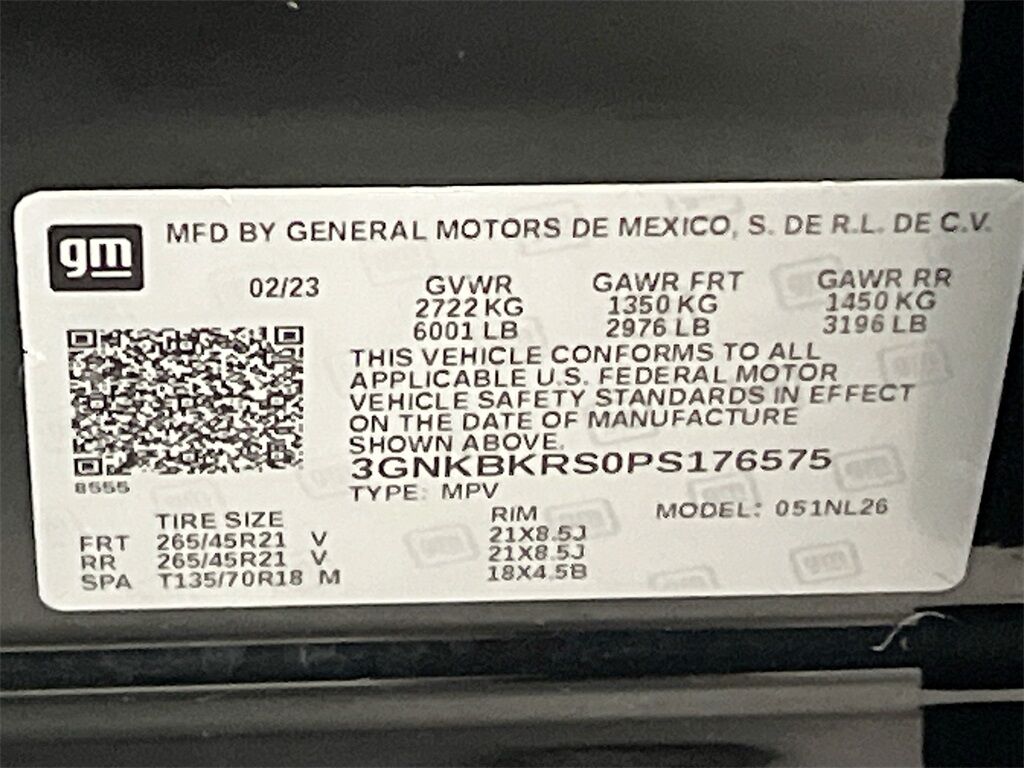 gm MFD BY GENERAL MOTORS DE MEXICO, S. DE R.L. DE C.V.
02/23 GVWR GAWR FRT GAWR RR
2722 KG 1350 KG 1450 KG
6001 LB 2976 LB 3196 LB
THIS VEHICLE CONFORMS TO ALL
APPLICABLE U.S. FEDERAL MOTOR
VEHICLE SAFETY STANDARDS IN EFFECT
ON THE DATE OF MANUFACTURE
SHOWN ABOVE.
3GNKBKRS0PS176575
8555
TYPE: MPV
TIRE SIZE RIM MODEL: 051NL26
FRT 265/45R21 V 21X8.5J
RR 265/45R21 V 21X8.5J
SPA T135/70R18 M 18X4.5B